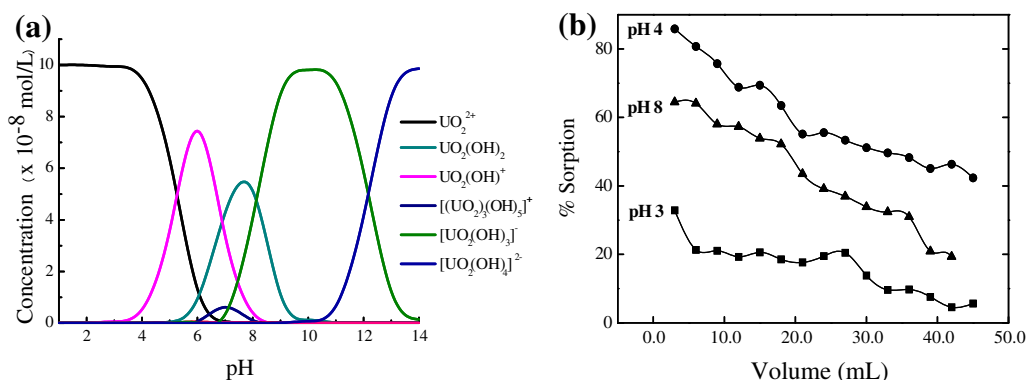 (a)
Concentration (x 10⁻⁸ mol/L)
10
8
6
4
2
0
2 4 6 8 10 12 14
pH
UO₂²⁺
UO₂(OH)₂
UO₂(OH)⁺
[(UO₂)₃(OH)₅]⁺
[UO₂(OH)₃]⁻
[UO₂(OH)₄]²⁻
(b)
% Sorption
80
60
40
20
0
pH 4
pH 8
pH 3
0.0 10.0 20.0 30.0 40.0 50.0
Volume (mL)